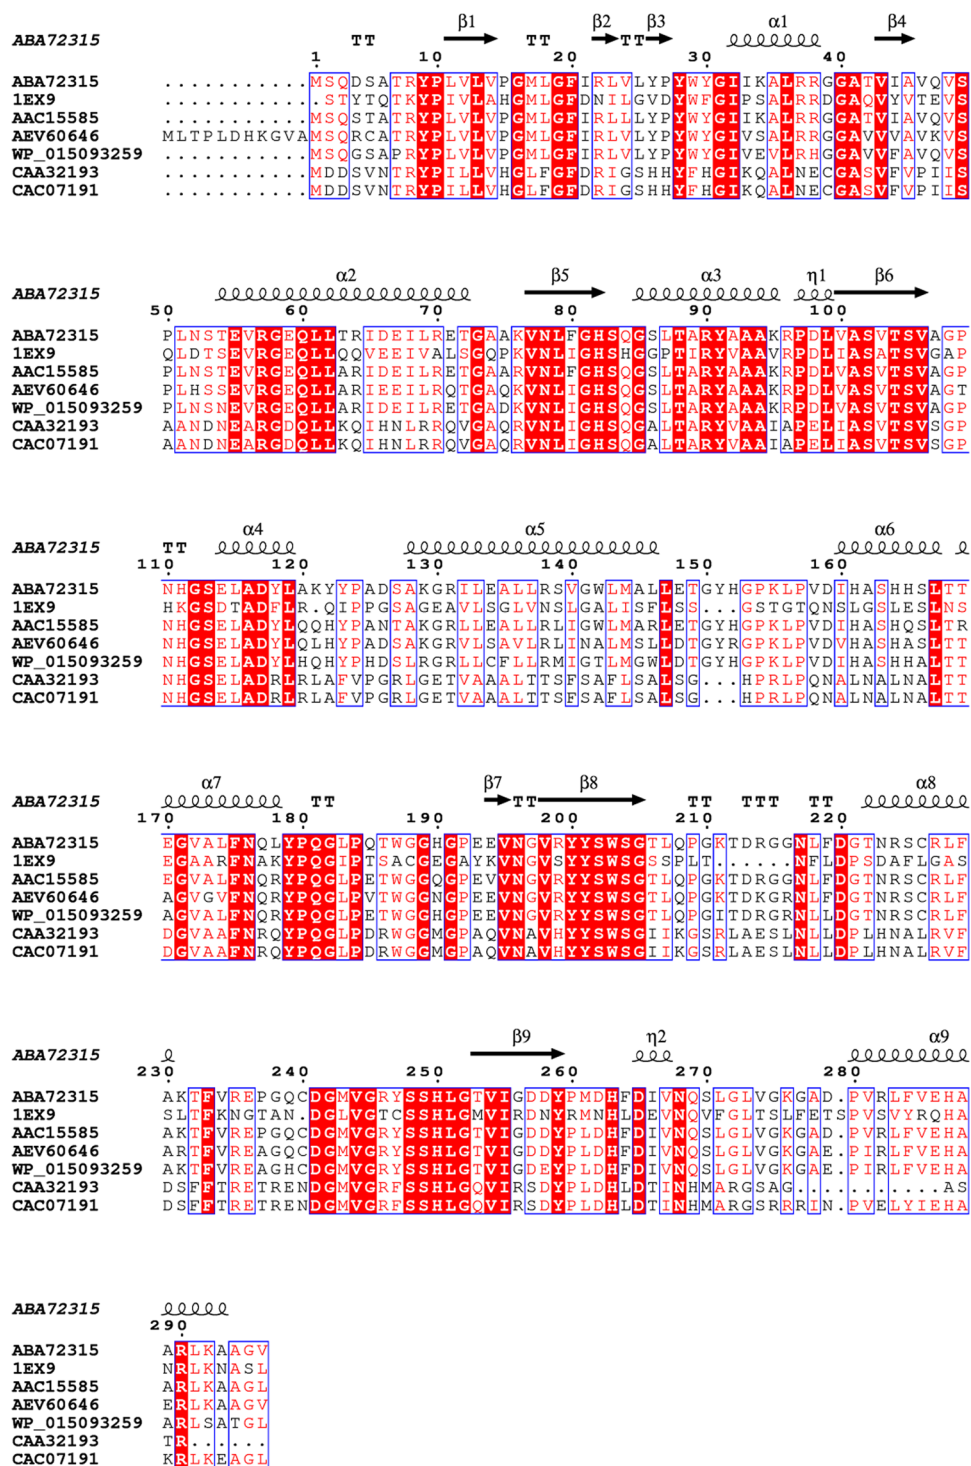 β1 β2 β3 α1 β4
ABA72315 TT TT TT
1 10 20 30 40
ABA72315 ...........MSQDSATRYPLVLVPGMLGFIRLVLYPYWYGIIKALRRGGATVIAVQVS
1EX9 ............STYTQTKYPIVLAHGMLGFDNILGVDYWFGIPSALRRDGAQVYVTEVS
AAC15585 ...........MSQSTATRYPLVLVPGMLGFIRLLLYPYWYGIIKALRRGGATVIAVQVS
AEV60646 MLTPLDHKGVAMSQRCATRYPLVLVPGMLGFIRLVLYPYWYGIVSALRRGGATVVAVKVS
WP_015093259 ...........MSQGSAPRYPLVLVPGMLGFIRLVLYPYWYGIVEVLRHGGAVVFAVQVS
CAA32193 ...........MDDSVNTRYPILLVHGLFGFDRIGSHHYFHGIKQALNECGASVFVPIIS
CAC07191 ...........MDDSVNTRYPILLVHGLFGFDRIGSHHYFHGIKQALNECGASVFVPIIS
α2 β5 α3 η1 β6
ABA72315
50 60 70 80 90 100
ABA72315 PLNSTEVRGEQLLTRIDEILRETGAAKVNLFGHSQGSLTARYAAAKRPDLVASVTSVAGP
1EX9 QLDTSEVRGEQLLQQVEEIVALSGQPKVNLIGHSHGGPTIRYVAAVRPDLIASATSVGAP
AAC15585 PLNSTEVRGEQLLARIDEILRETGAARVNLFGHSQGSLTARYAAAKRPDLVASVTSVAGP
AEV60646 PLHSSEVRGEQLLARIEEILRQTGAQKVNLIGHSQGSLTARYAAAKRPDLVASVTSVAGT
WP_015093259 PLNSNEVRGEQLLARIDEILRETGADKVNLIGHSQGSLTARYAAAKRPDLVASVTSVAGP
CAA32193 AANDNEARGDQLLKQIHNLRRQVGAQRVNLIGHSQGALTARYVAAIAPELIASVTSVSGP
CAC07191 AANDNEARGDQLLKQIHNLRRQVGAQRVNLIGHSQGALTARYVAAIAPELIASVTSVSGP
α4 α5 α6
ABA72315 TT
110 120 130 140 150 160
ABA72315 NHGSELADYLAKYYPADSAKGRILEALLRSVGWLMALLETGYHGPKLPVDIHASHHSLTT
1EX9 HKGSDTADFLR.QIPPGSAGEAVLSGLVNSLGALISFLSS...GSTGTQNSLGSLESLNS
AAC15585 NHGSELADYLQQHYPANTAKGRLLEALLRLIGWLMARLETGYHGPKLPVDIHASHQSLTR
AEV60646 NHGSELADYLQLHYPADSAKGRVLSVLLRLINALMSLLDTGYRGPKLPVDVHASHHALTT
WP_015093259 NHGSELADYLHQHYPHDSLRGRLLCFLLRMIGTLMGWLDTGYHGPKLPVDIHASHHALTT
CAA32193 NHGSELADRLRLAFVPGRLGETVAAALTTSFSAFLSALSG...HPRLPQNALNALNALTT
CAC07191 NHGSELADRLRLAFVPGRLGETVAAALTTSFSAFLSALSG...HPRLPQNALNALNALTT
α7 β7 β8 α8
ABA72315 TT TT TT TTT TT
170 180 190 200 210 220
ABA72315 EGVALFNQLYPQGLPQTWGGHGPEEVNGVRYYSWSGTLQPGKTDRGGNLFDGTNRSCRLF
1EX9 EGAARFNAKYPQGIPTSACGEGAYKVNGVSYYSWSGSSPLT.....NFLDPSDAFLGAS
AAC15585 EGVALFNQRYPQGLPETWGGQGPEVVNGVRYYSWSGTLQPGKTDRGGNLFDGTNRSCRLF
AEV60646 AGVGVFNQRYPQGLPVTWGGHGPEEVNGVRYYSWSGTLQPGKTDKGRNLFDGTNRSCRLF
WP_015093259 AGVALFNQRYPQGLPETWGGHGPEEVNGVRYYSWSGTLQPGITDRGRNLLDGTNRSCRLF
CAA32193 DGVAAFNRQYPQGLPDRWGGMGPAQVNAVHYYSWSGIIKGSRLAESLNLLDPLHNALRVF
CAC07191 DGVAAFNRQYPQGLPDRWGGMGPAQVNAVHYYSWSGIIKGSRLAESLNLLDPLHNALRVF
β9 η2 α9
ABA72315
230 240 250 260 270 280
ABA72315 AKTFVREPGQCDGMVGRYSSHLGTVIGDDYPMDHFDIVNQSLGLVGKGAD.PVRLFVEHA
1EX9 SLTFKNGTAN.DGLVGTCSSHLGMVIRDNYRMNHLDEVNQVFGLTSLFETSPVSVYRQHA
AAC15585 AKTFVREPGQCDGMVGRYSSHLGTVIGDDYPLDHFDIVNQSLGLVGKGAD.PVRLFVEHA
AEV60646 ARTFVREAGQCDGMVGRYSSHLGTVIGDDYPLDHFDIVNQSLGLVGKGAD.PIRLFVEHA
WP_015093259 AKTFVREAGHCDGMVGRYSSHLGTVIGDEYPLDHFDIVNQSLGLVGKGAE.PIRLFVEHA
CAA32193 DSFFTRETRENDGMVGRFSSHLGQVIRSDYPLDHLDTINHMARGSAG...........AS
CAC07191 DSFFTRETRENDGMVGRFSSHLGQVIRSDYPLDHLDTINHMARGSRRRIN.PVELYIEHA
ABA72315
290
ABA72315 ARLKAAGV
1EX9 NRLKNASL
AAC15585 ARLKAAGL
AEV60646 ERLKAAGV
WP_015093259 ARLSATGL
CAA32193 TR......
CAC07191 KRLKEAGL